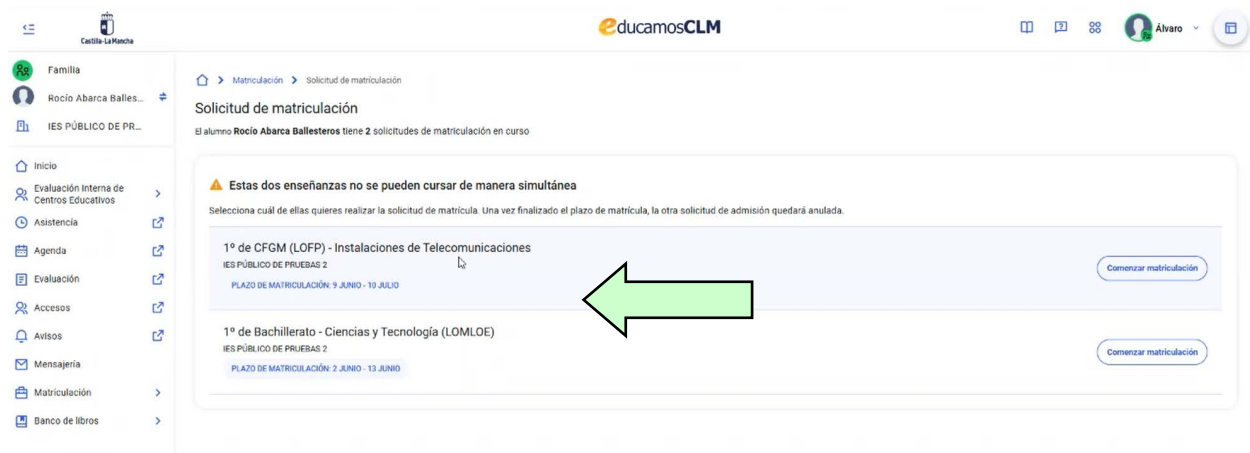 Castilla-La Mancha
educamosCLM
Álvaro
Familia
Rocío Abarca Balles...
IES PÚBLICO DE PR...
Inicio
Evaluación Interna de
Centros Educativos
Asistencia
Agenda
Evaluación
Accesos
Avisos
Mensajería
Matriculación
Banco de libros
Matriculación > Solicitud de matrículación
Solicitud de matriculación
El alumno Rocío Abarca Ballesteros tiene 2 solicitudes de matriculación en curso
Estas dos enseñanzas no se pueden cursar de manera simultánea
Selecciona cuál de ellas quieres realizar la solicitud de matrícula. Una vez finalizado el plazo de matrícula, la otra solicitud de admisión quedará anulada.
1º de CFGM (LOFP) - Instalaciones de Telecomunicaciones
IES PÚBLICO DE PRUEBAS 2
PLAZO DE MATRICULACIÓN: 9 JUNIO - 10 JULIO
Comenzar matriculación
1º de Bachillerato - Ciencias y Tecnología (LOMLOE)
IES PÚBLICO DE PRUEBAS 2
PLAZO DE MATRICULACIÓN: 2 JUNIO - 13 JUNIO
Comenzar matriculación